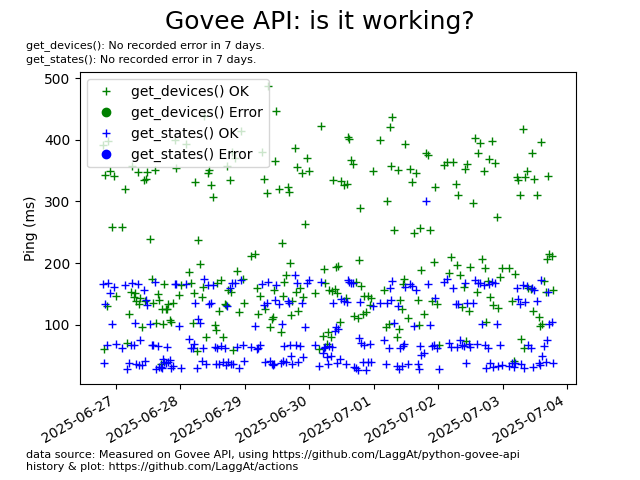 Govee API: is it working?
get_devices(): No recorded error in 7 days.
get_states(): No recorded error in 7 days.
get_devices() OK
get_devices() Error
get_states() OK
get_states() Error
Ping (ms)
500
400
300
200
100
2025-06-27
2025-06-28
2025-06-29
2025-06-30
2025-07-01
2025-07-02
2025-07-03
2025-07-04
data source: Measured on Govee API, using https://github.com/LaggAt/python-govee-api
history & plot: https://github.com/LaggAt/actions